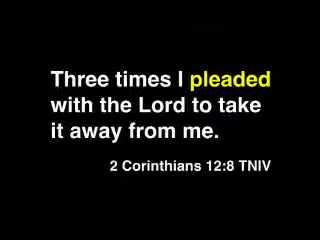 Three times I pleaded
with the Lord to take
it away from me.
2 Corinthians 12:8 TNIV